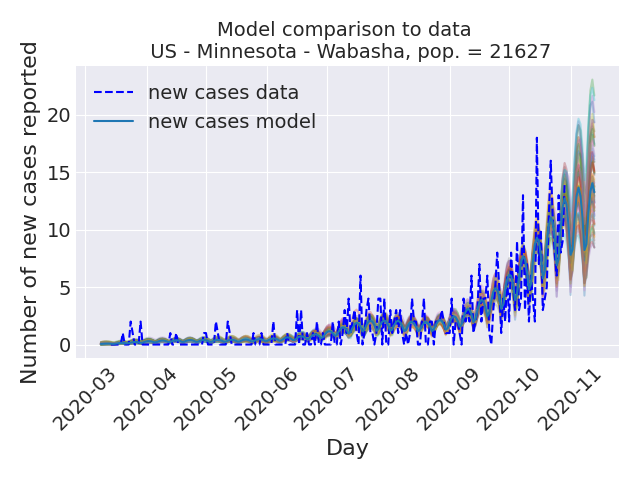 Model comparison to data
US - Minnesota - Wabasha, pop. = 21627
Number of new cases reported
new cases data
new cases model
20
15
10
5
0
2020-03
2020-04
2020-05
2020-06
2020-07
2020-08
2020-09
2020-10
2020-11
Day